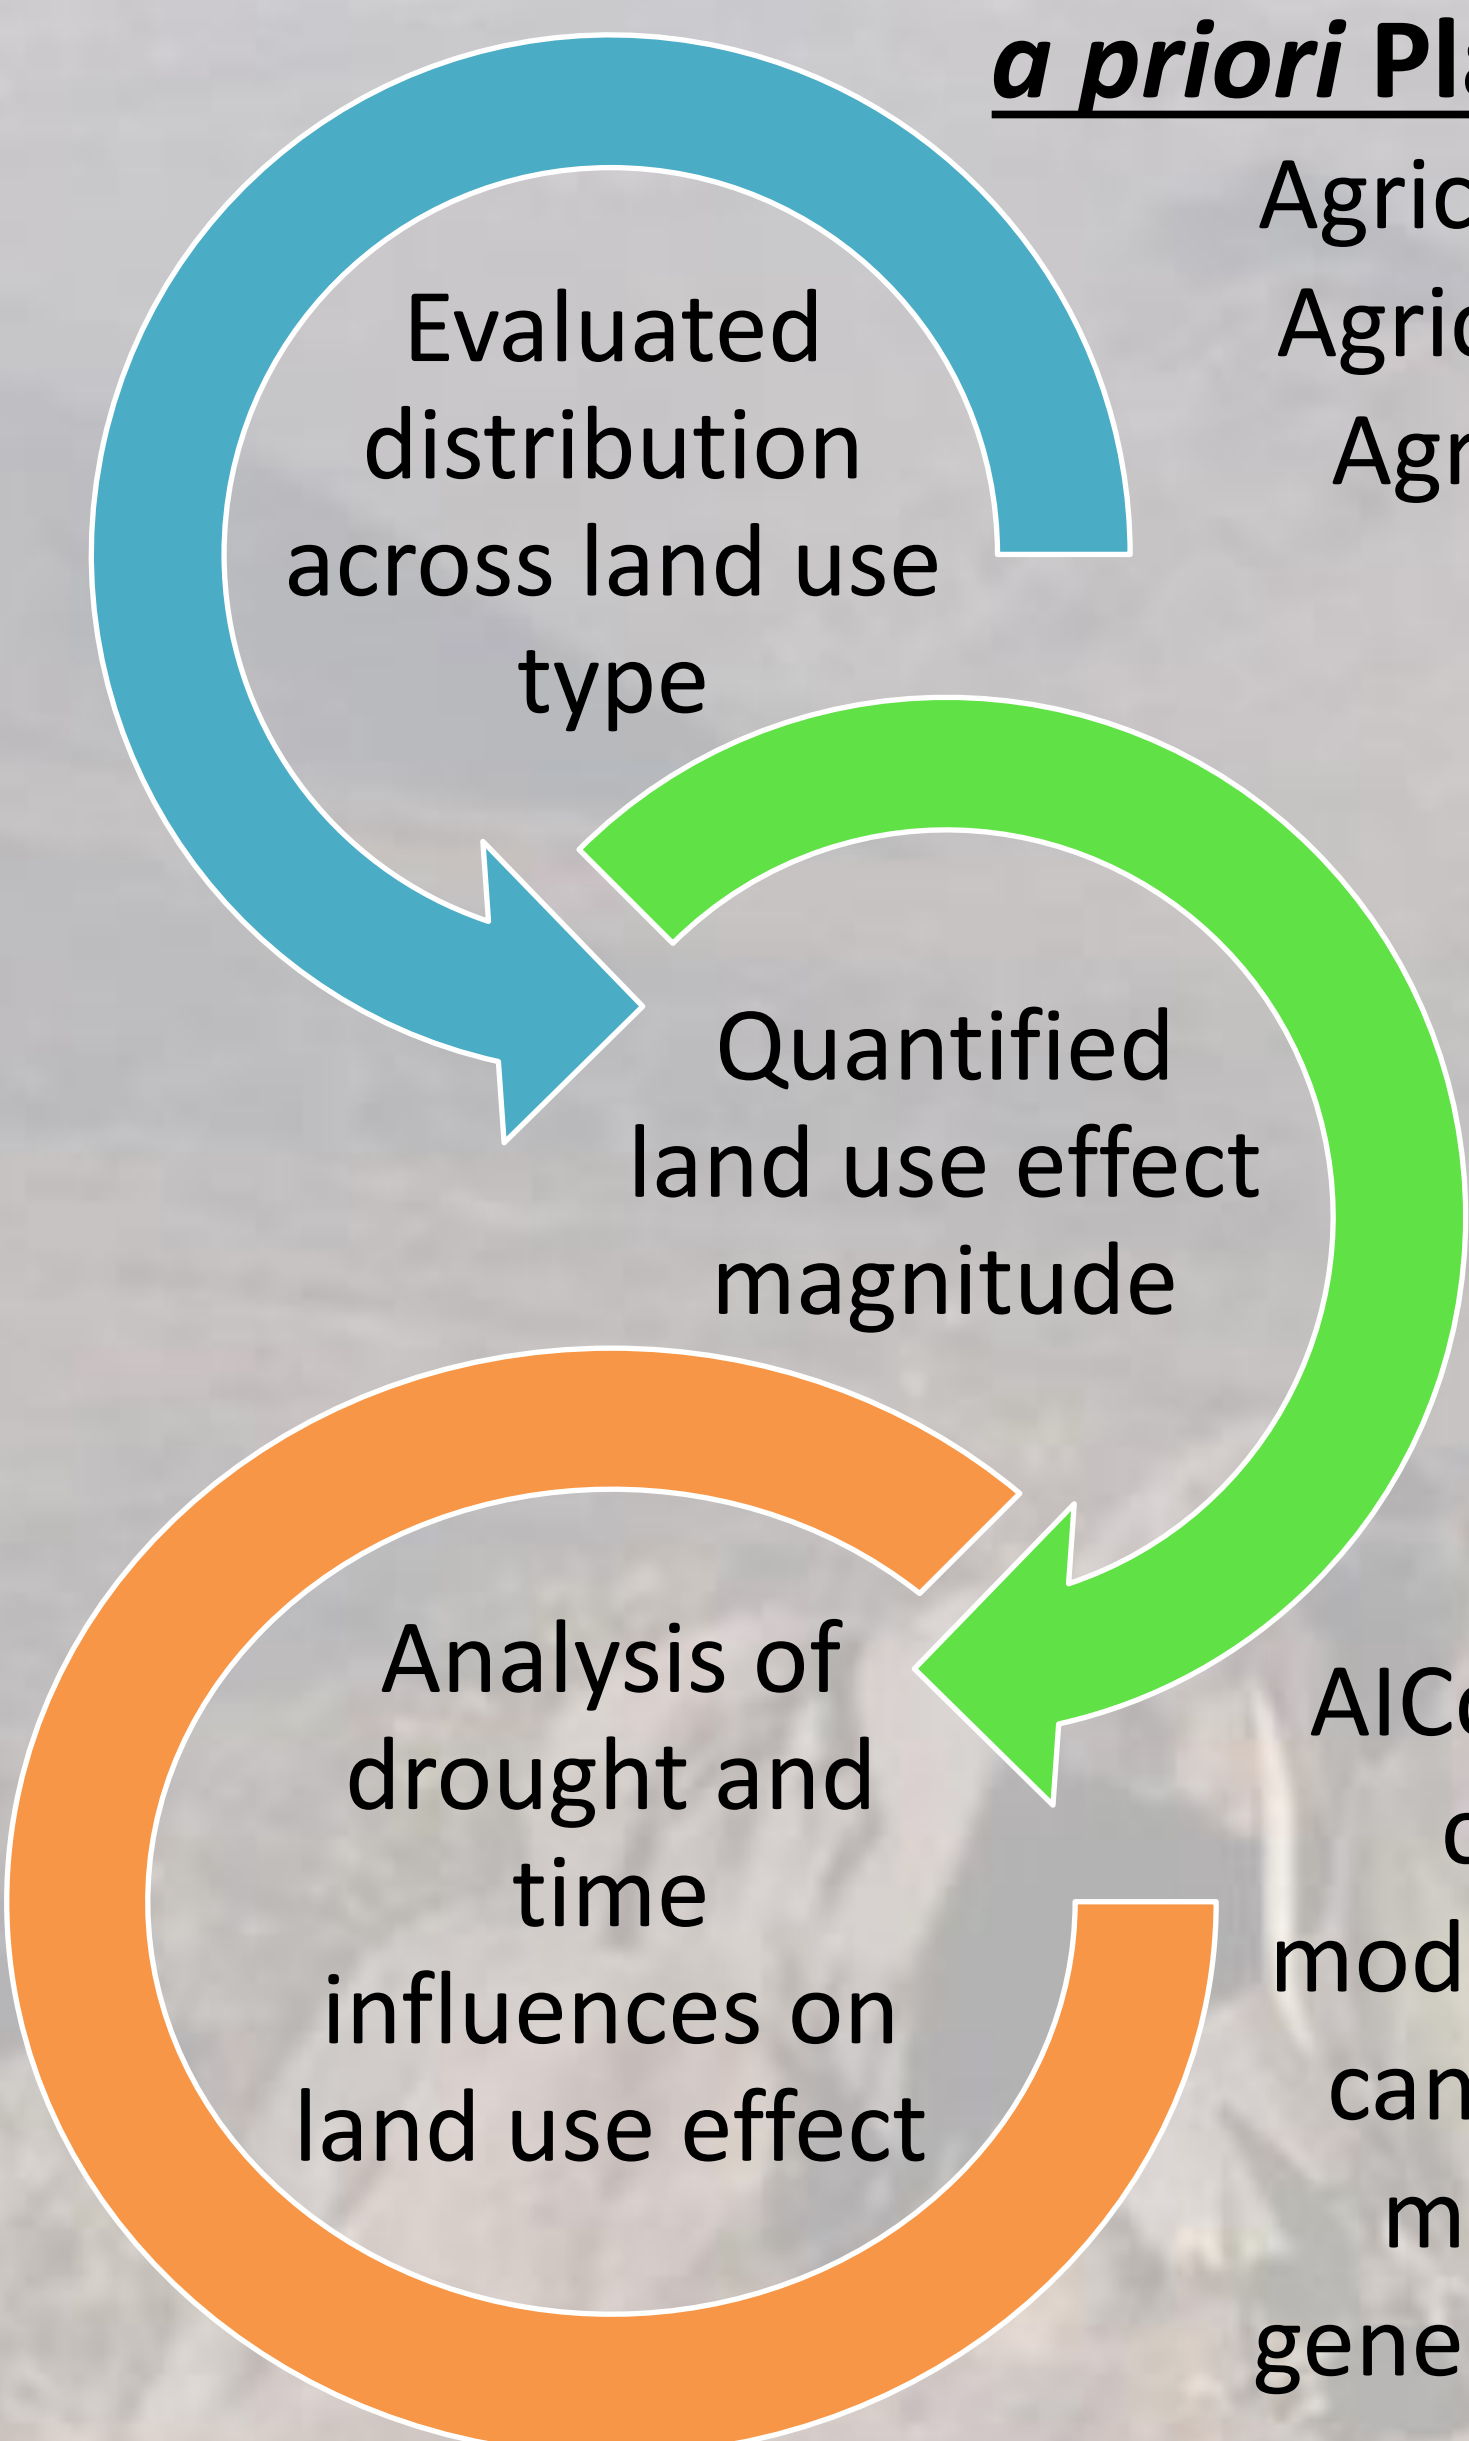 a priori
Evaluated
distribution
across land use
type
Quantified
land use effect
magnitude
Analysis of
drought and
time
influences on
land use effect